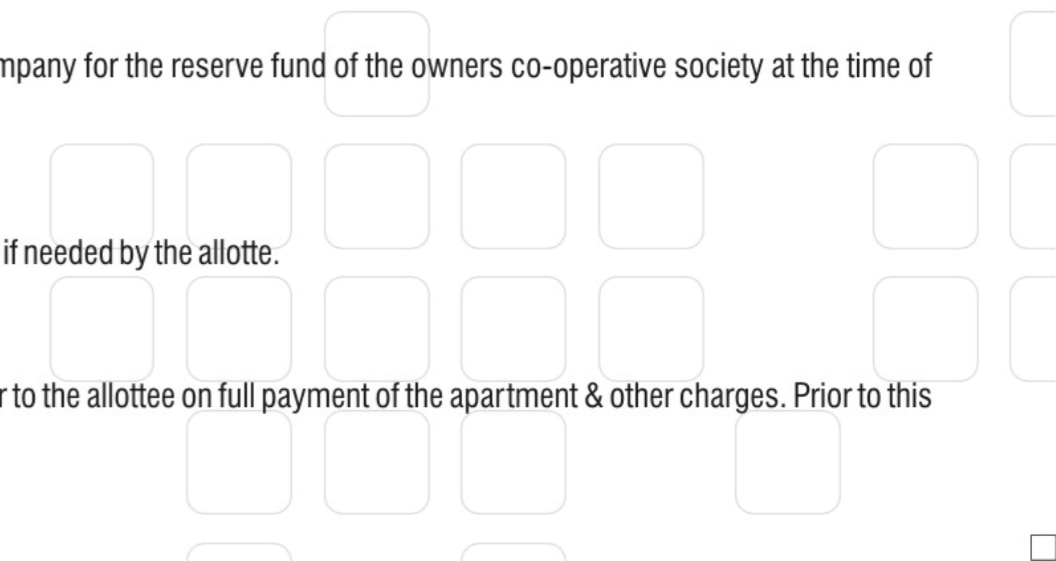 mpany for the reserve fund of the owners co-operative society at the time of
if needed by the allotte.
r to the allottee on full payment of the apartment & other charges. Prior to this